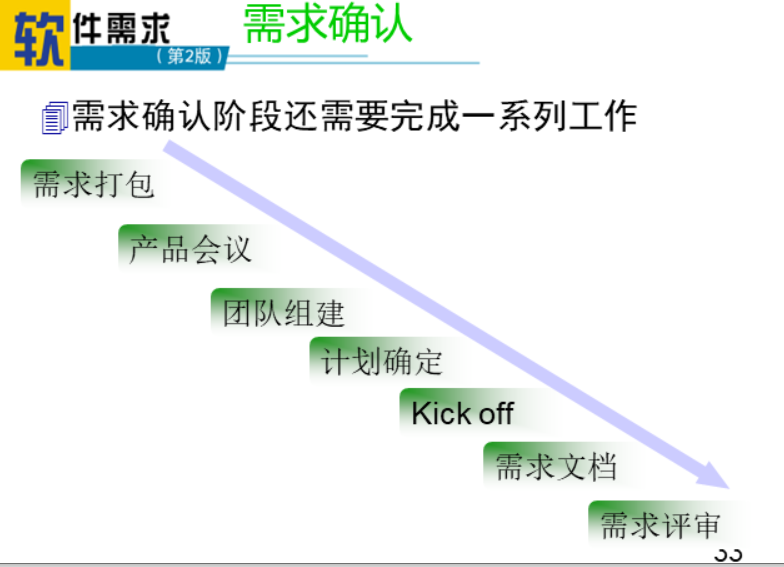 软件需求
（第2版）
需求确认
需求确认阶段还需要完成一系列工作
需求打包
产品会议
团队组建
计划确定
Kick off
需求文档
需求评审